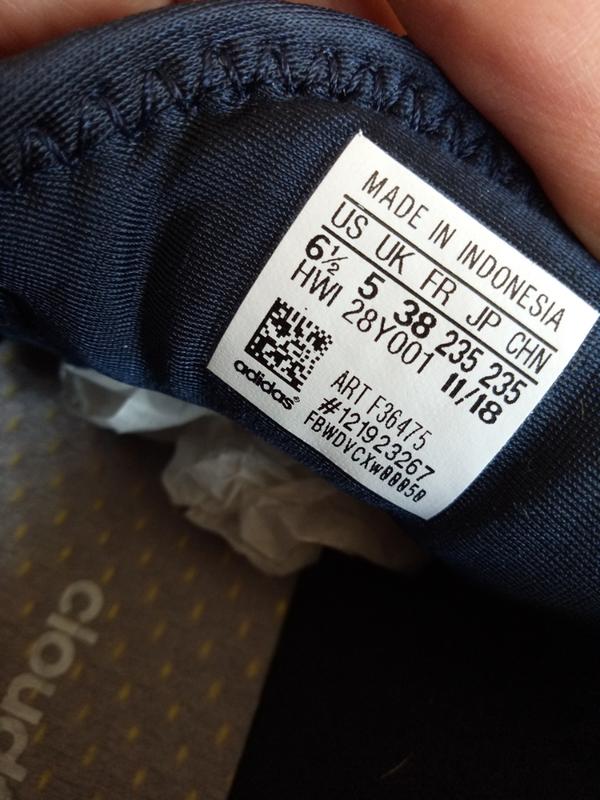 MADE IN INDONESIA
US UK FR JP CHN
6½ 5 38 235 235
HWI 28Y001 11/18
ART F36475
#121923267
FBWDVCXw00050
adidas